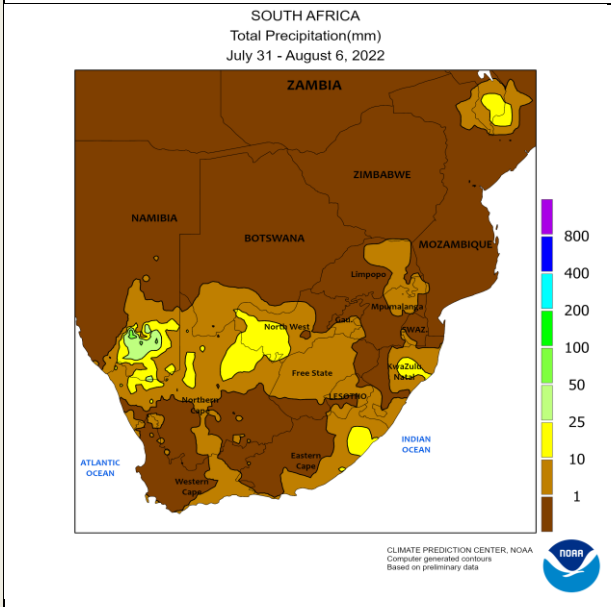 SOUTH AFRICA
Total Precipitation(mm)
July 31 - August 6, 2022
ZAMBIA
ZIMBABWE
NAMIBIA
BOTSWANA
MOZAMBIQUE
Limpopo
Mpumalanga
Gau.
SWAZ.
North West
Free State
KwaZulu
Natal
LESOTHO
Northern
Cape
Eastern
Cape
Western
Cape
ATLANTIC
OCEAN
INDIAN
OCEAN
800
400
200
100
50
25
10
1
CLIMATE PREDICTION CENTER, NOAA
Computer generated contours
Based on preliminary data
NOAA